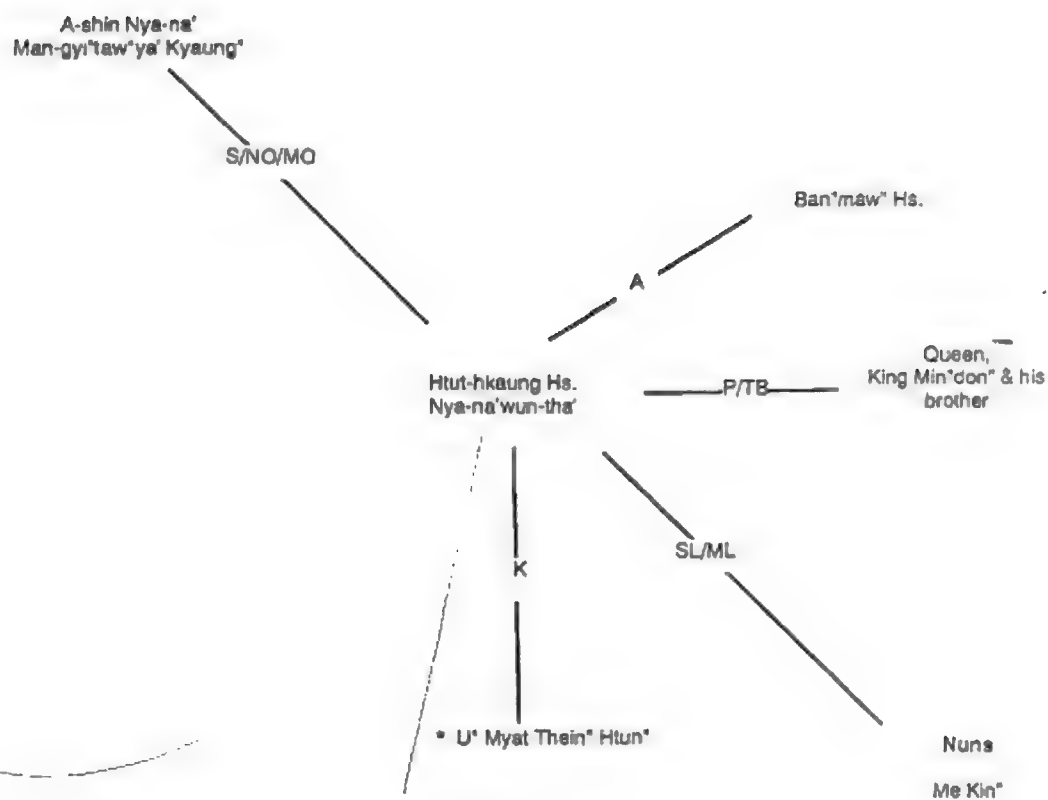 A-shin Nya-na'
Man-gyi"taw"ya' Kyaung"
S/NO/MO
Ban"maw" Hs.
A
Queen,
King Min"don" & his
brother
P/TB
Htut-hkaung Hs.
Nya-na'wun-tha'
SL/ML
K
* U" Myat Thein" Htun"
Nuns
Me Kin"